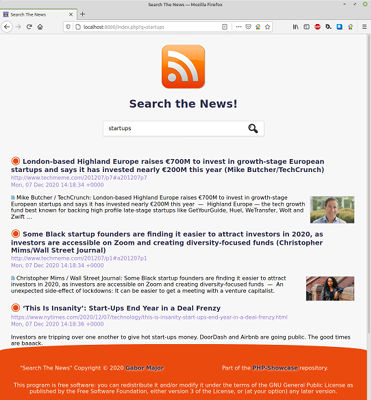 Search The News — Mozilla Firefox
Search The News
localhost:8000/index.php?q=startups
Search the News!
startups
London-based Highland Europe raises €700M to invest in growth-stage European
startups and says it has invested nearly €200M this year (Mike Butcher/TechCrunch)
http://www.techmeme.com/201207/p7#a201207p7
Mon, 07 Dec 2020 14:18:34 +0000
Mike Butcher / TechCrunch: London-based Highland Europe raises €700M to invest in growth-stage
European startups and says it has invested nearly €200M this year — Highland Europe — the tech growth
fund best known for backing high profile late-stage startups like GetYourGuide, Huel, WeTransfer, Wolt and
Zwift ...
Some Black startup founders are finding it easier to attract investors in 2020, as
investors are accessible on Zoom and creating diversity-focused funds (Christopher
Mims/Wall Street Journal)
http://www.techmeme.com/201207/p1#a201207p1
Mon, 07 Dec 2020 14:18:34 +0000
Christopher Mims / Wall Street Journal: Some Black startup founders are finding it easier to attract
investors in 2020, as investors are accessible on Zoom and creating diversity-focused funds — An
unexpected side-effect of lockdowns: It can be easier to get a meeting with a venture capitalist.
‘This Is Insanity’: Start-Ups End Year in a Deal Frenzy
https://www.nytimes.com/2020/12/07/technology/this-is-insanity-start-ups-end-year-in-a-deal-frenzy.html
Mon, 07 Dec 2020 14:18:36 +0000
Investors are tripping over one another to give hot start-ups money. DoorDash and Airbnb are going public. The good times
are baaack.
"Search The News" Copyright © 2020 Gabor Major
Part of the PHP-Showcase repository.
This program is free software: you can redistribute it and/or modify it under the terms of the GNU General Public License as
published by the Free Software Foundation, either version 3 of the License, or (at your option) any later version.